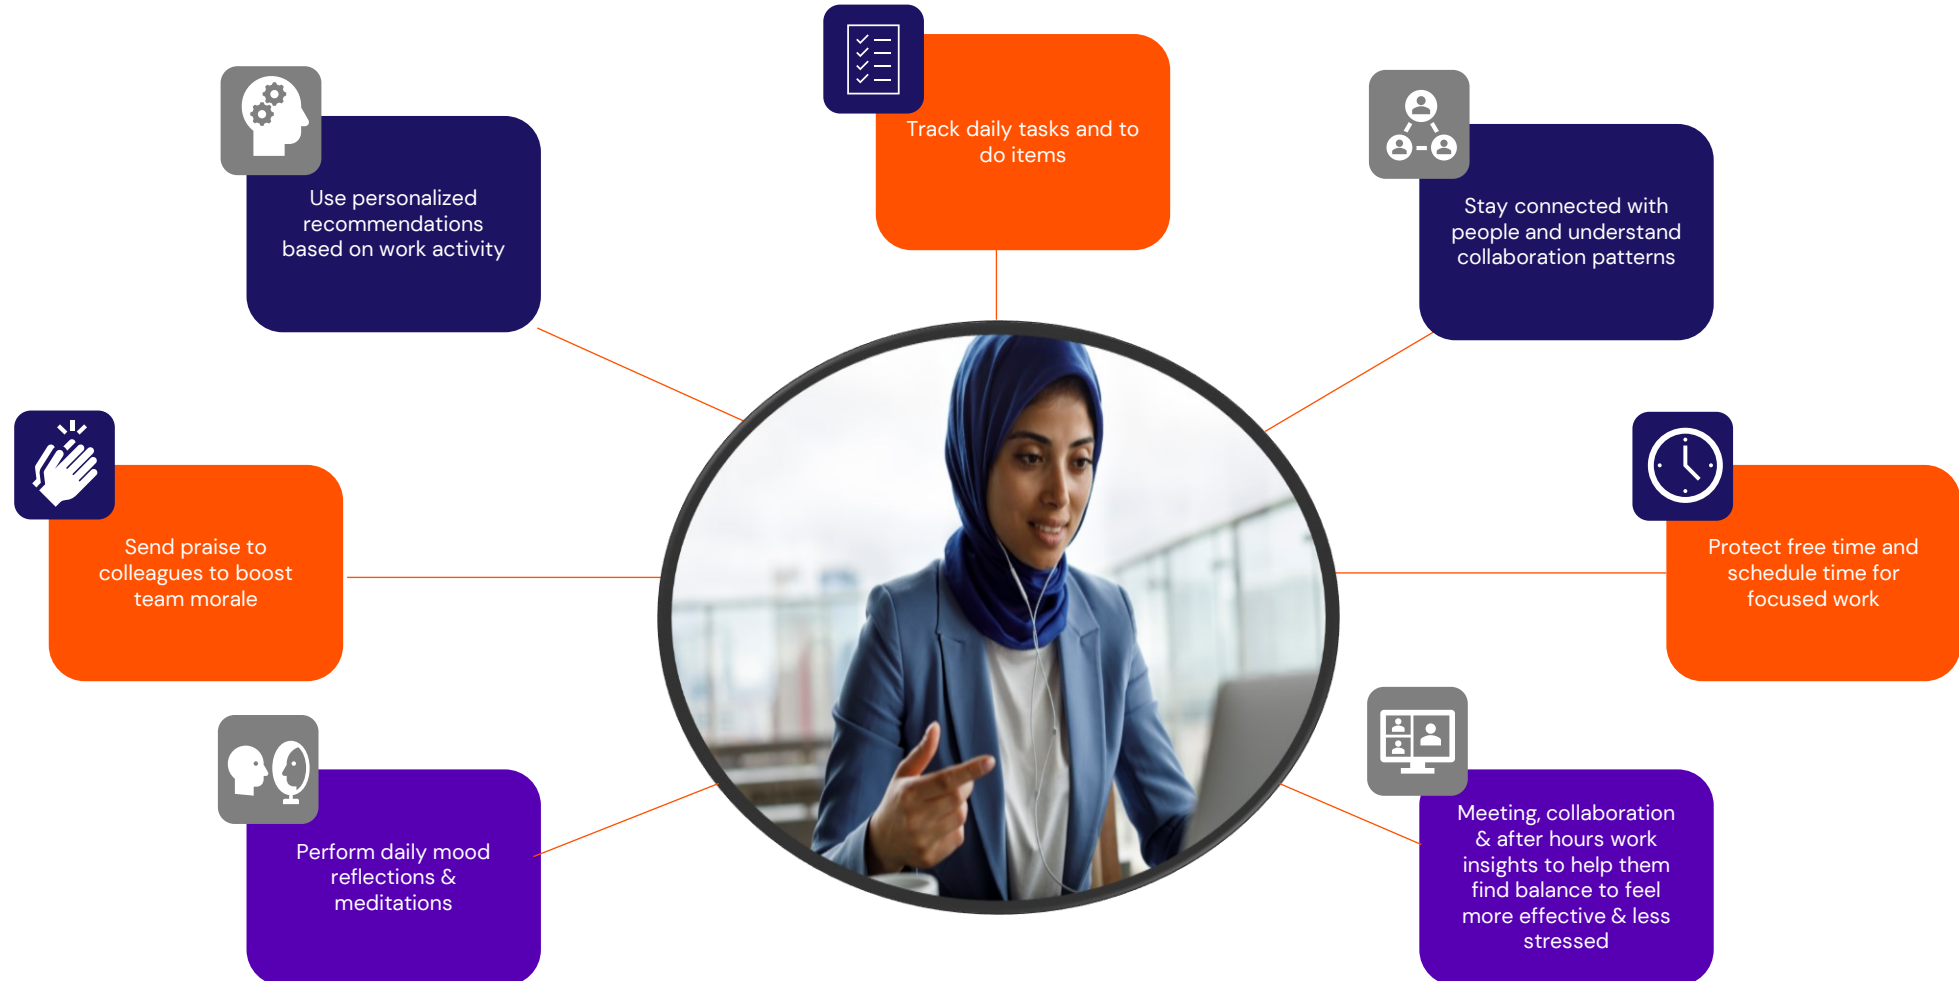 Track daily tasks and to
do items
Use personalized
recommendations
based on work activity
Stay connected with
people and understand
collaboration patterns
Send praise to
colleagues to boost
team morale
Protect free time and
schedule time for
focused work
Perform daily mood
reflections &
meditations
Meeting, collaboration
& after hours work
insights to help them
find balance to feel
more effective & less
stressed